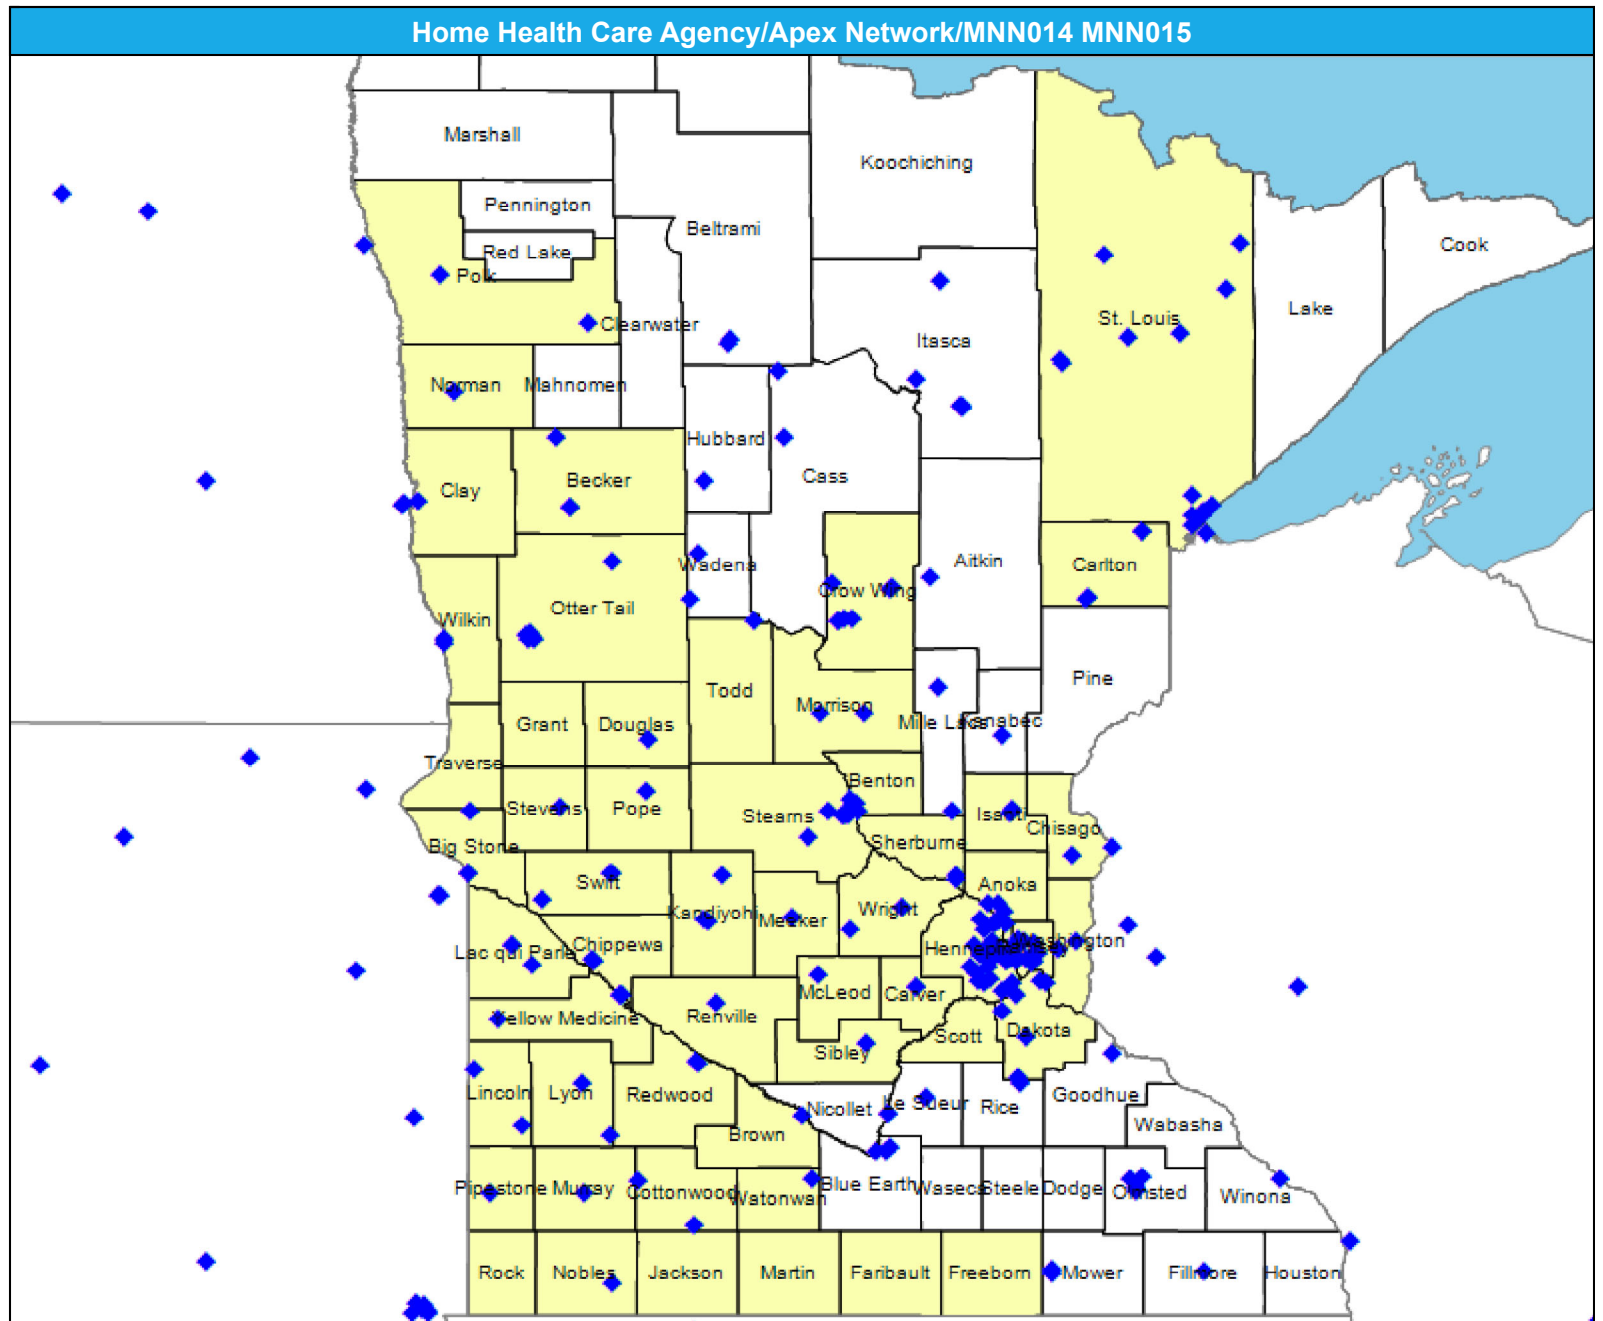 Home Health Care Agency/Apex Network/MNN014 MNN015
Marshall
Koochiching
Pennington
Beltrami
Red Lake
Cook
Polk
Lake
St. Louis
Clearwater
Itasca
Norman
Mahnomen
Hubbard
Cass
Becker
Clay
Aitkin
Wadena
Carlton
Crow Wing
Otter Tail
Wilkin
Pine
Todd
Morrison
Mille Lacs
Kanabec
Grant
Douglas
Traverse
Benton
Stevens
Pope
Stearns
Isanti
Chisago
Sherburne
Big Stone
Swift
Anoka
Kandiyohi
Meeker
Wright
Chippewa
Hennepin
Washington
Lac qui Parle
McLeod
Carver
Renville
Yellow Medicine
Scott
Dakota
Sibley
Lincoln
Lyon
Redwood
Nicollet
Le Sueur
Rice
Goodhue
Wabasha
Brown
Pipestone
Murray
Cottonwood
Watonwan
Blue Earth
Waseca
Steele
Dodge
Olmsted
Winona
Rock
Nobles
Jackson
Martin
Faribault
Freeborn
Mower
Fillmore
Houston